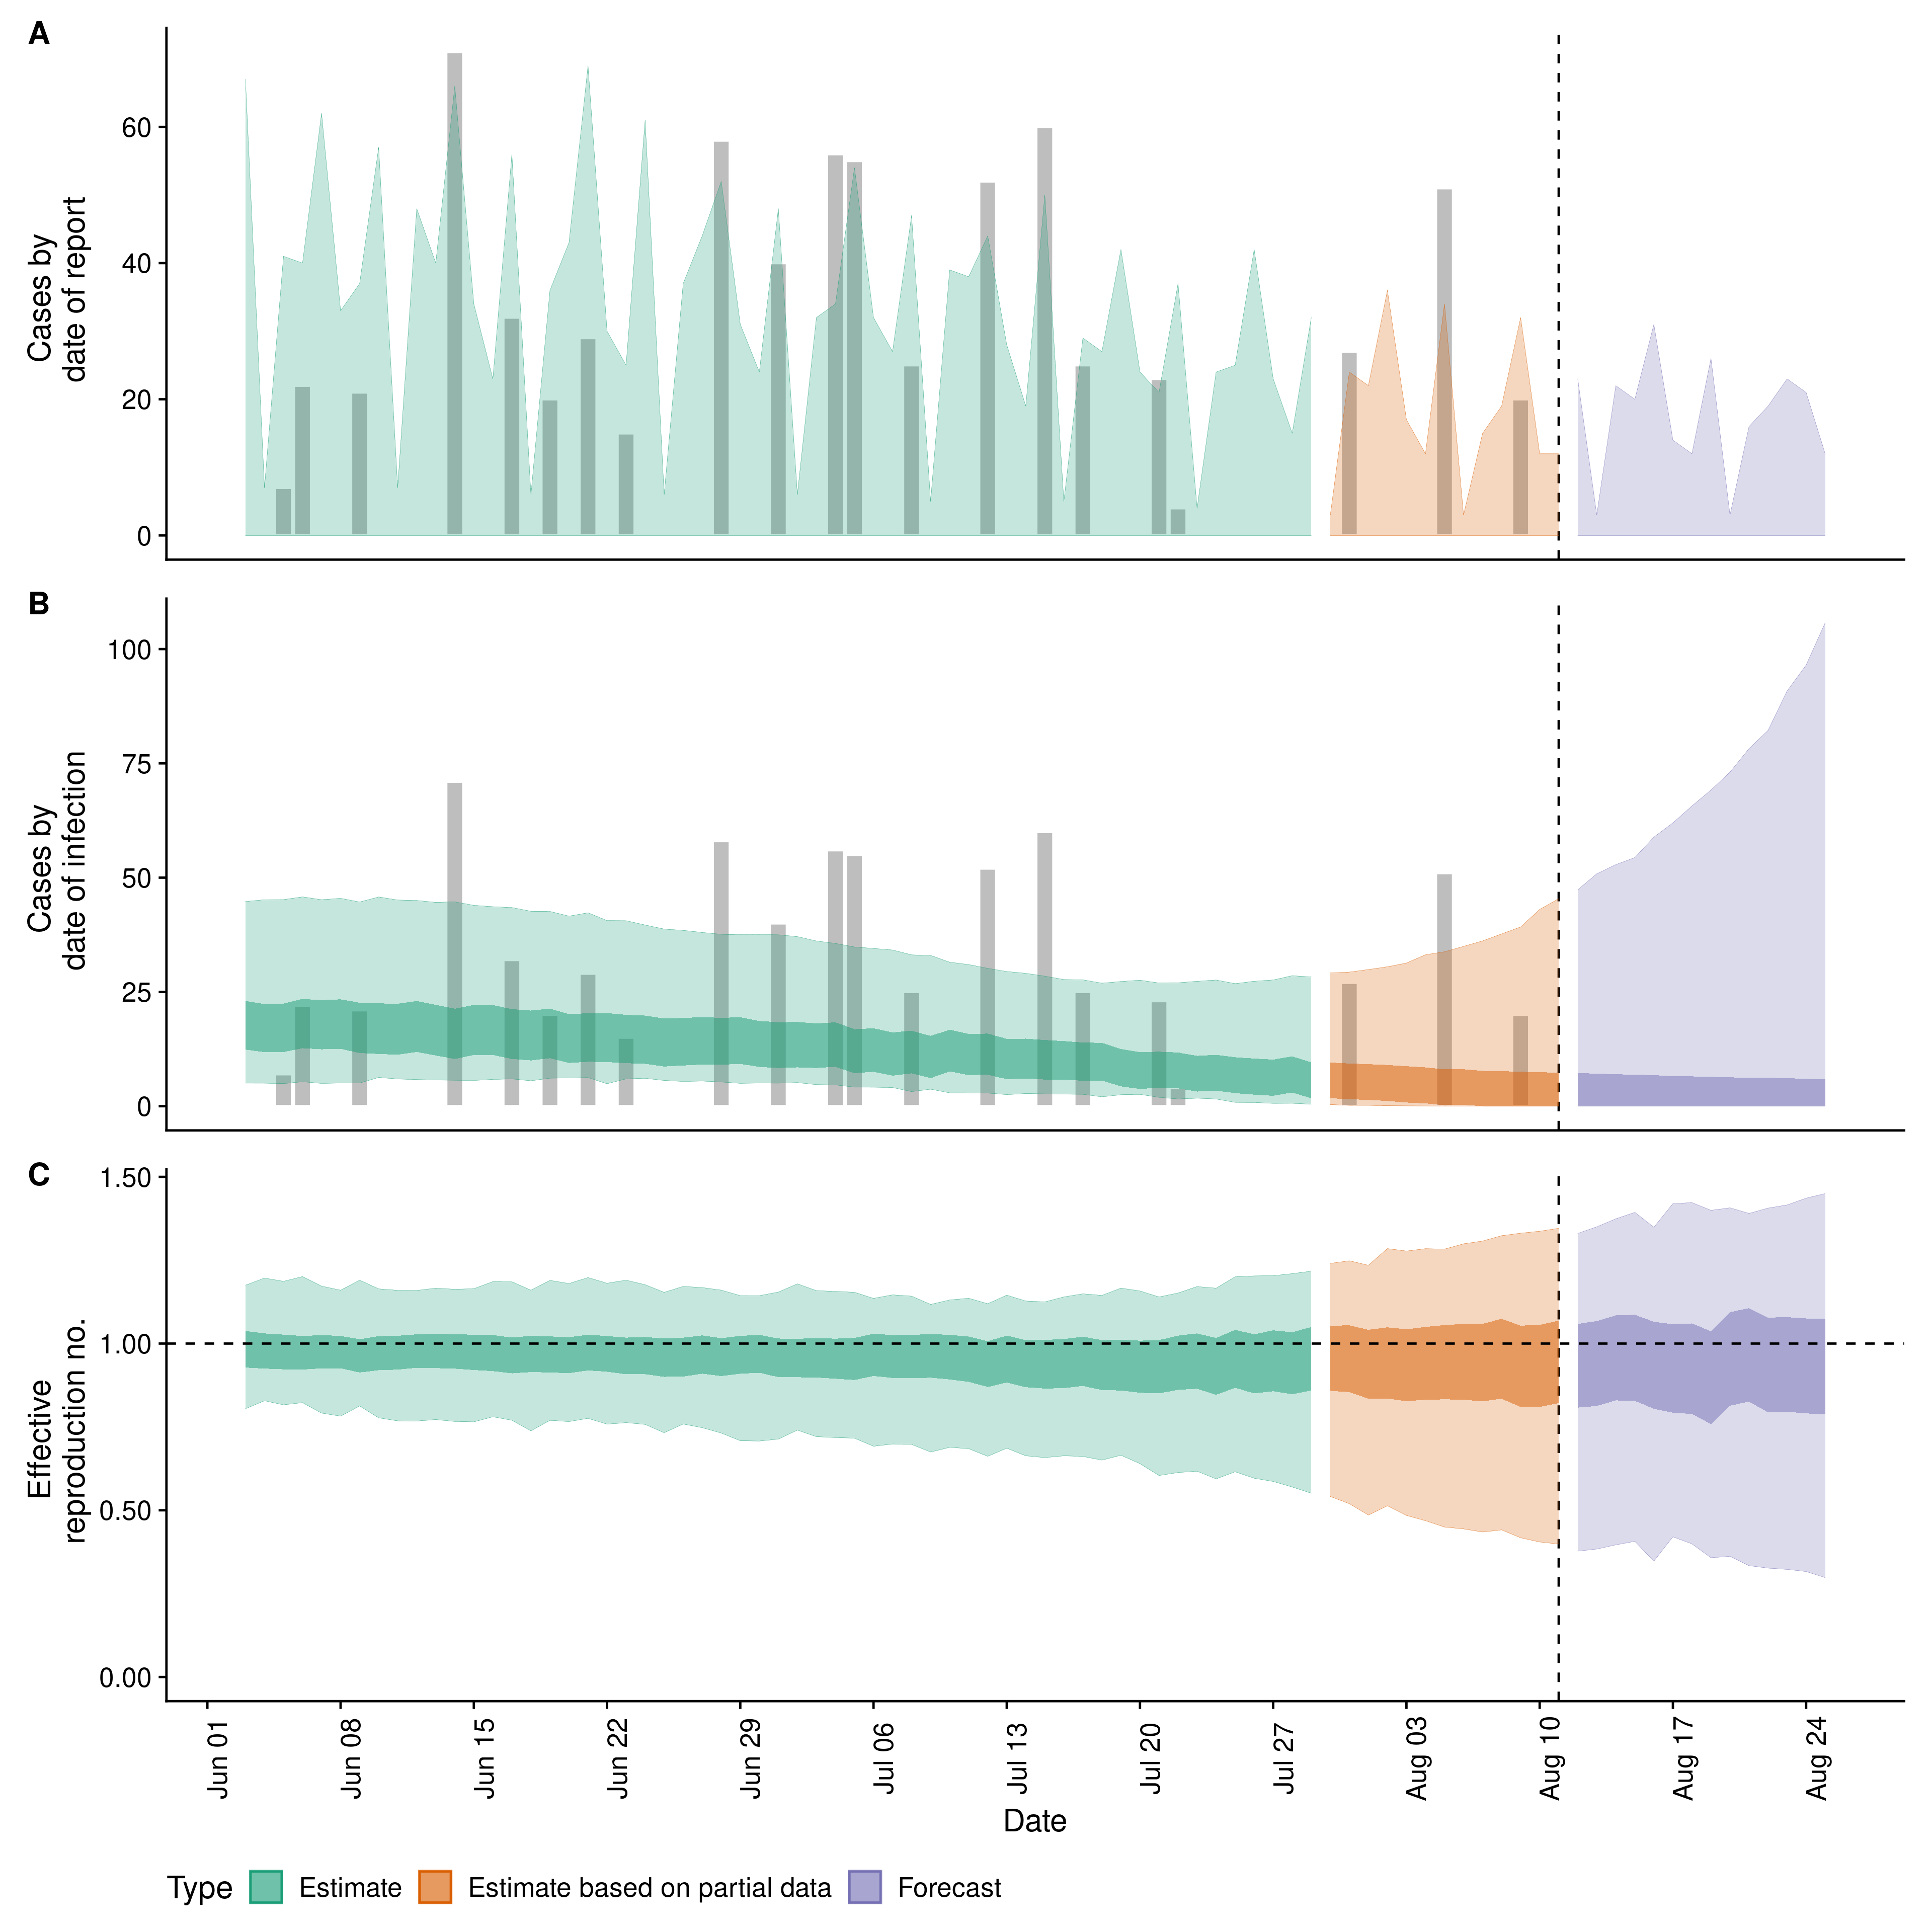 A
Cases by
date of report
60
40
20
0
B
Cases by
date of infection
100
75
50
25
0
C
Effective
reproduction no.
1.50
1.00
0.50
0.00
Jun 01
Jun 08
Jun 15
Jun 22
Jun 29
Jul 06
Jul 13
Jul 20
Jul 27
Aug 03
Aug 10
Aug 17
Aug 24
Date
Type Estimate Estimate based on partial data Forecast